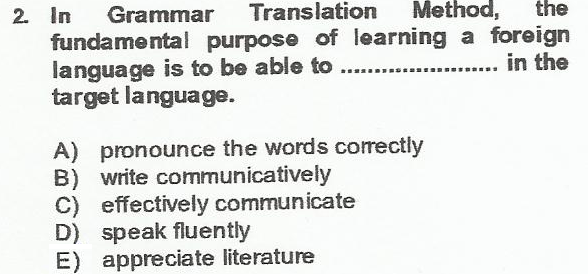 2. In Grammar Translation Method, the
fundamental purpose of learning a foreign
language is to be able to ........................ in the
target language.
A) pronounce the words correctly
B) write communicatively
C) effectively communicate
D) speak fluently
E) appreciate literature